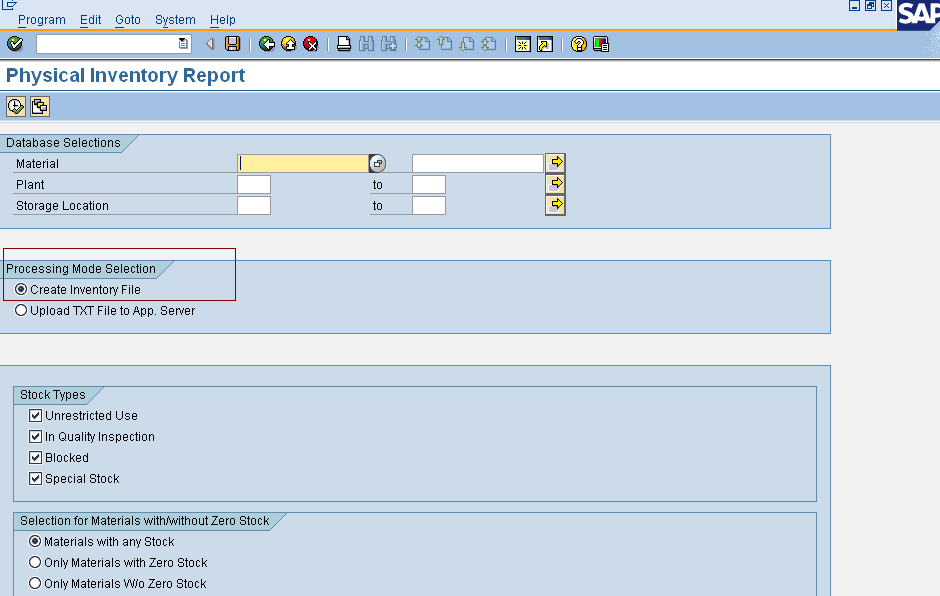 Program Edit Goto System Help
SAP
Physical Inventory Report
Database Selections
Material
Plant to
Storage Location to
Processing Mode Selection
Create Inventory File
Upload TXT File to App. Server
Stock Types
Unrestricted Use
In Quality Inspection
Blocked
Special Stock
Selection for Materials with/without Zero Stock
Materials with any Stock
Only Materials with Zero Stock
Only Materials W/o Zero Stock